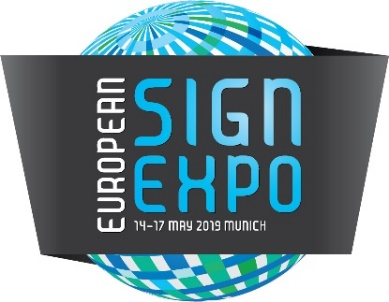 EUROPEAN
SIGN
EXPO
14-17 MAY 2019 MUNICH